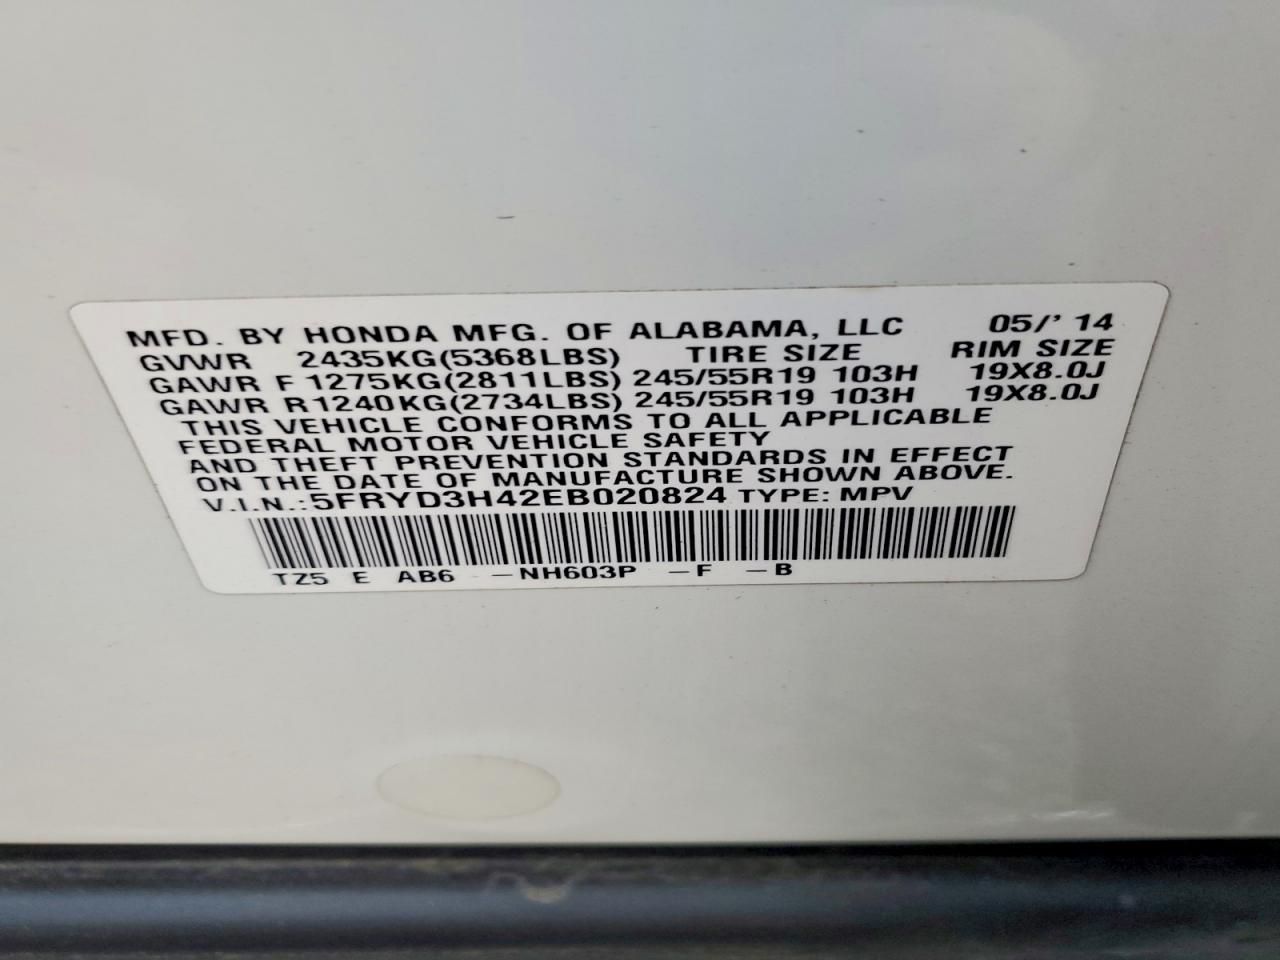 MFD. BY HONDA MFG. OF ALABAMA, LLC 05/' 14
GVWR 2435KG(5368LBS) TIRE SIZE RIM SIZE
GAWR F 1275KG(2811LBS) 245/55R19 103H 19X8.0J
GAWR R1240KG(2734LBS) 245/55R19 103H 19X8.0J
THIS VEHICLE CONFORMS TO ALL APPLICABLE
FEDERAL MOTOR VEHICLE SAFETY
AND THEFT PREVENTION STANDARDS IN EFFECT
ON THE DATE OF MANUFACTURE SHOWN ABOVE.
V.I.N.:5FRYD3H42EB020824 TYPE: MPV
TZ5 E AB6 -NH603P -F -B